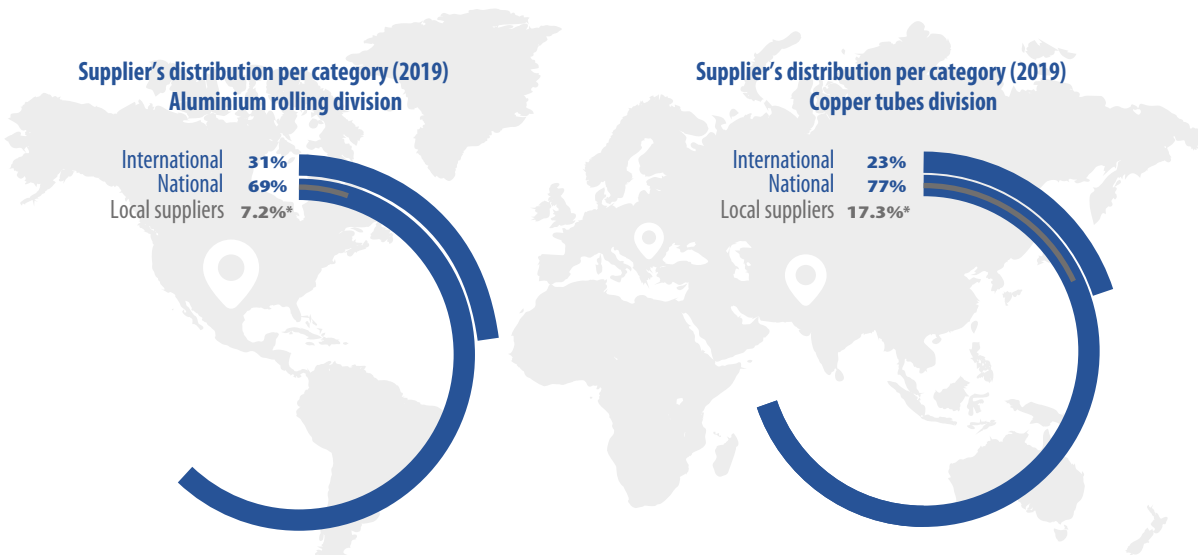 Supplier's distribution per category (2019)
Aluminium rolling division
International 31%
National 69%
Local suppliers 7.2%*
Supplier's distribution per category (2019)
Copper tubes division
International 23%
National 77%
Local suppliers 17.3%*